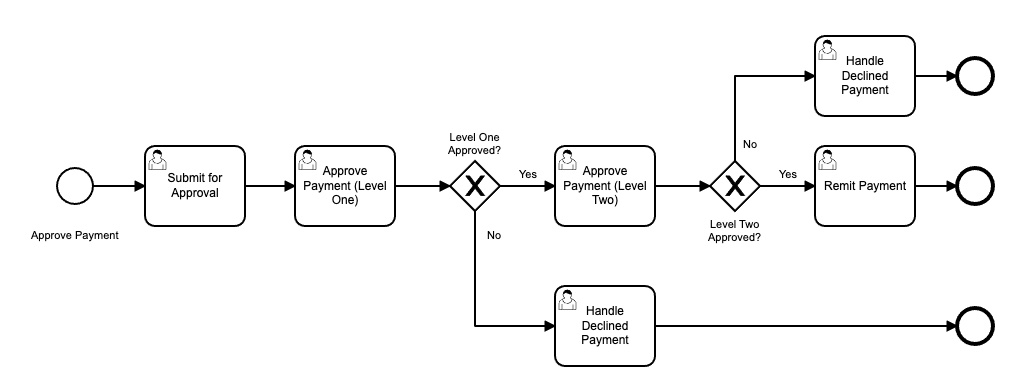 Approve Payment
Submit for
Approval
Approve
Payment (Level
One)
Level One
Approved?
Yes
No
Approve
Payment (Level
Two)
Level Two
Approved?
No
Yes
Handle
Declined
Payment
Remit Payment
Handle
Declined
Payment